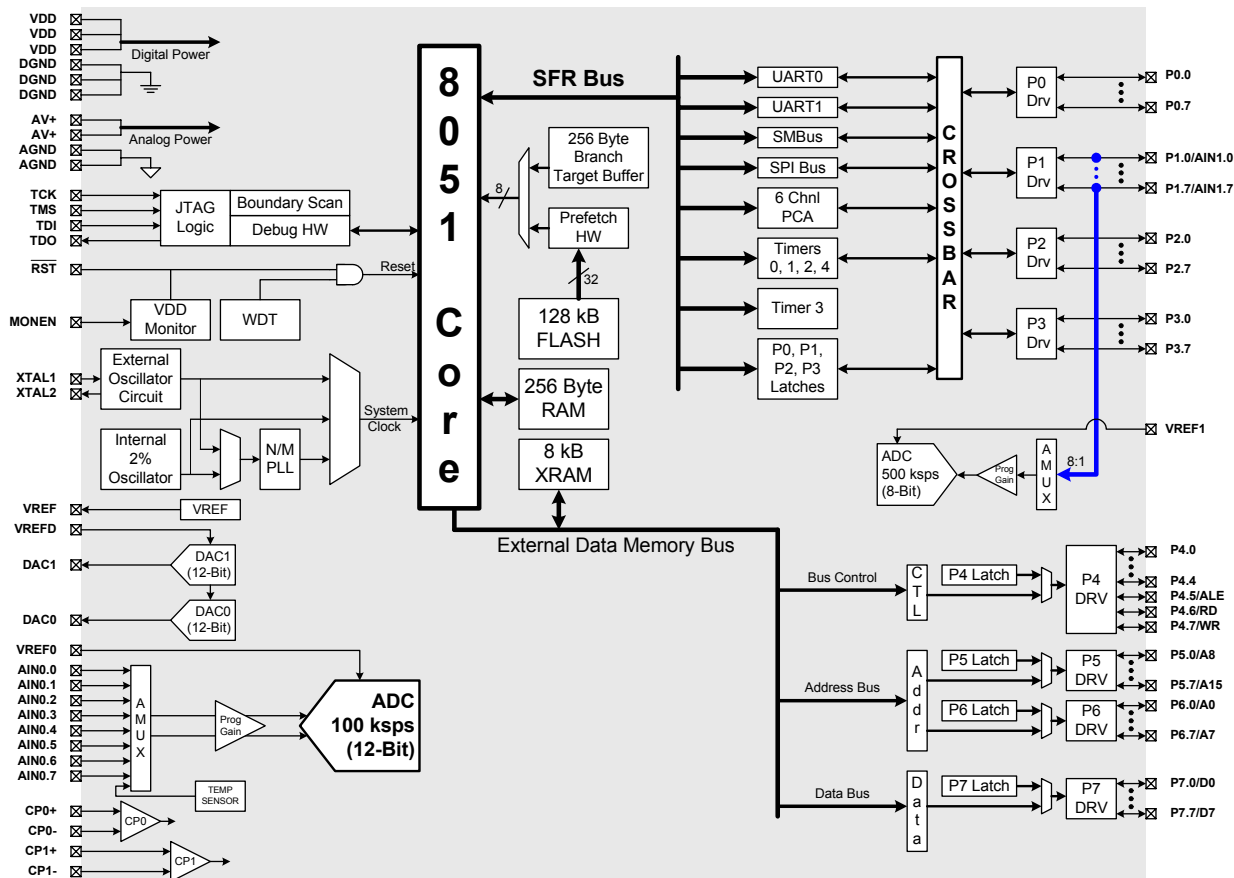 VDD
VDD
VDD
DGND
DGND
DGND
Digital Power
AV+
AV+
AGND
AGND
Analog Power
TCK
TMS
TDI
TDO
JTAG
Logic
Boundary Scan
Debug HW
RST
Reset
MONEN
VDD
Monitor
WDT
XTAL1
XTAL2
External
Oscillator
Circuit
Internal
2%
Oscillator
N/M
PLL
System
Clock
VREF
VREF
VREFD
DAC1
DAC1
(12-Bit)
DAC0
DAC0
(12-Bit)
VREF0
AIN0.0
AIN0.1
AIN0.2
AIN0.3
AIN0.4
AIN0.5
AIN0.6
AIN0.7
AMUX
Prog
Gain
ADC
100 ksps
(12-Bit)
TEMP
SENSOR
CP0+
CP0-
CP0
CP1+
CP1-
CP1
8051 Core
SFR Bus
256 Byte
Branch
Target Buffer
8
Prefetch
HW
32
128 kB
FLASH
256 Byte
RAM
8 kB
XRAM
External Data Memory Bus
UART0
UART1
SMBus
SPI Bus
6 Chnl
PCA
Timers
0, 1, 2, 4
Timer 3
P0, P1,
P2, P3
Latches
CROSSBAR
P0
Drv
P0.0
P0.7
P1
Drv
P1.0/AIN1.0
P1.7/AIN1.7
P2
Drv
P2.0
P2.7
P3
Drv
P3.0
P3.7
VREF1
ADC
500 ksps
(8-Bit)
Prog
Gain
AMUX
8:1
Bus Control
CTL
P4 Latch
P4
DRV
P4.0
P4.4
P4.5/ALE
P4.6/RD
P4.7/WR
Address Bus
Addr
P5 Latch
P5
DRV
P5.0/A8
P5.7/A15
P6 Latch
P6
DRV
P6.0/A0
P6.7/A7
Data Bus
Data
P7 Latch
P7
DRV
P7.0/D0
P7.7/D7